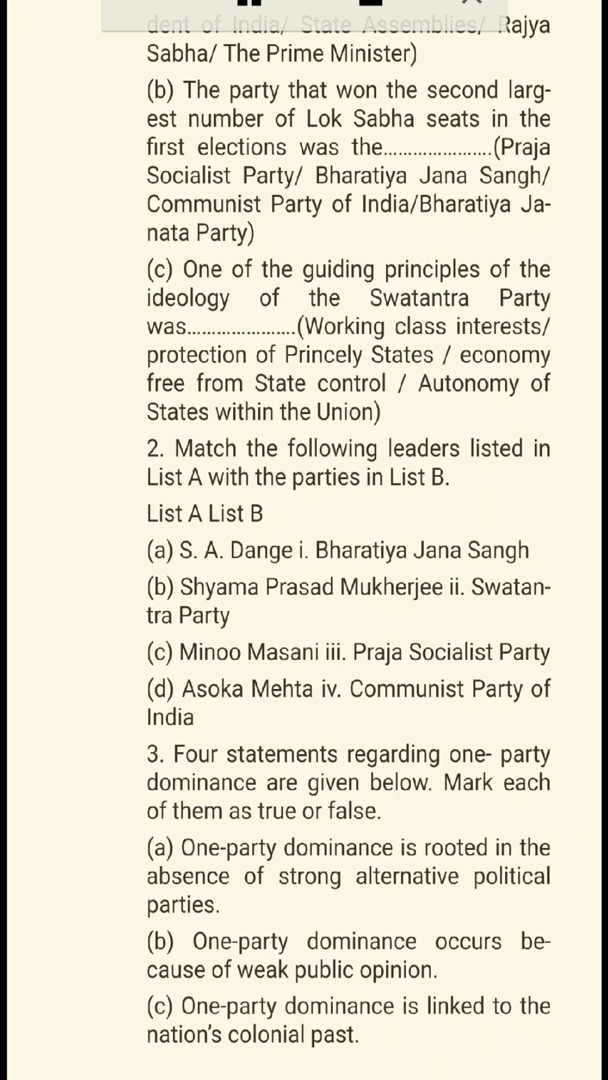 dent of India/ State Assemblies/ Rajya
Sabha/ The Prime Minister)
(b) The party that won the second larg-
est number of Lok Sabha seats in the
first elections was the.....................(Praja
Socialist Party/ Bharatiya Jana Sangh/
Communist Party of India/Bharatiya Ja-
nata Party)
(c) One of the guiding principles of the
ideology of the Swatantra Party
was.....................(Working class interests/
protection of Princely States / economy
free from State control / Autonomy of
States within the Union)
2. Match the following leaders listed in
List A with the parties in List B.
List A List B
(a) S. A. Dange i. Bharatiya Jana Sangh
(b) Shyama Prasad Mukherjee ii. Swatan-
tra Party
(c) Minoo Masani iii. Praja Socialist Party
(d) Asoka Mehta iv. Communist Party of
India
3. Four statements regarding one- party
dominance are given below. Mark each
of them as true or false.
(a) One-party dominance is rooted in the
absence of strong alternative political
parties.
(b) One-party dominance occurs be-
cause of weak public opinion.
(c) One-party dominance is linked to the
nation's colonial past.